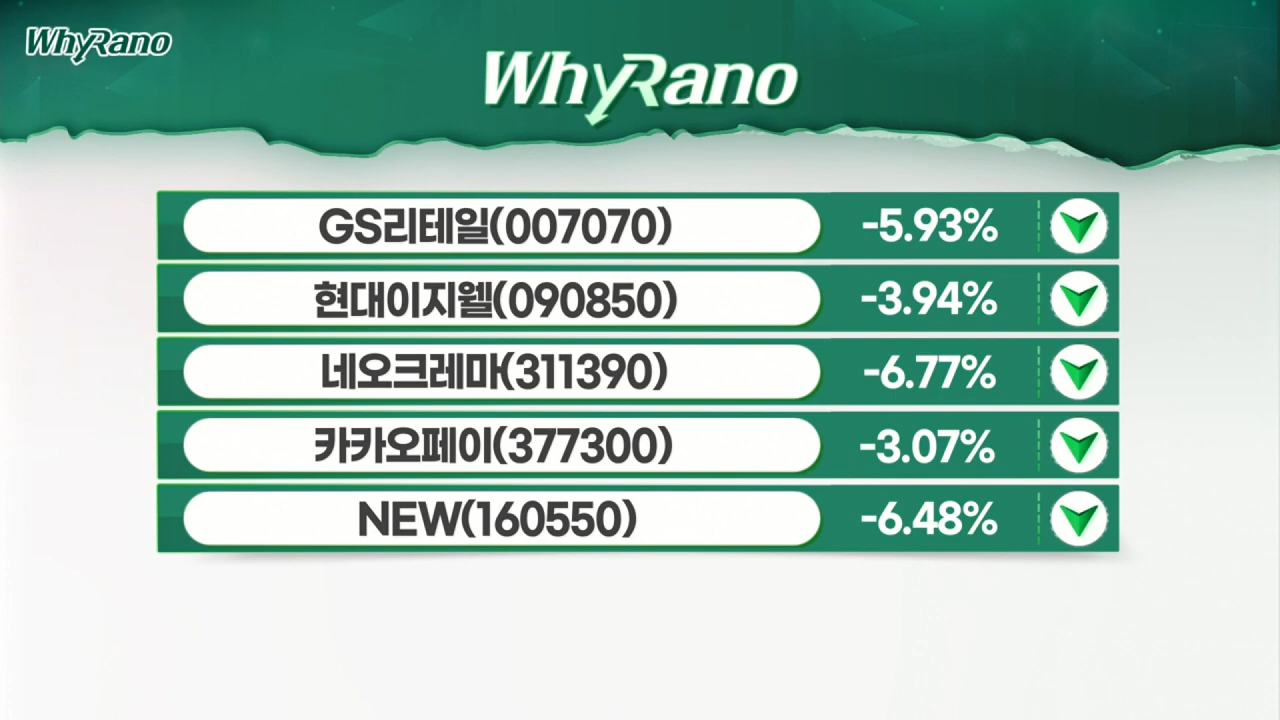 WhyRano
WhyRano
GS리테일(007070) -5.93%
현대이지웰(090850) -3.94%
네오크레마(311390) -6.77%
카카오페이(377300) -3.07%
NEW(160550) -6.48%